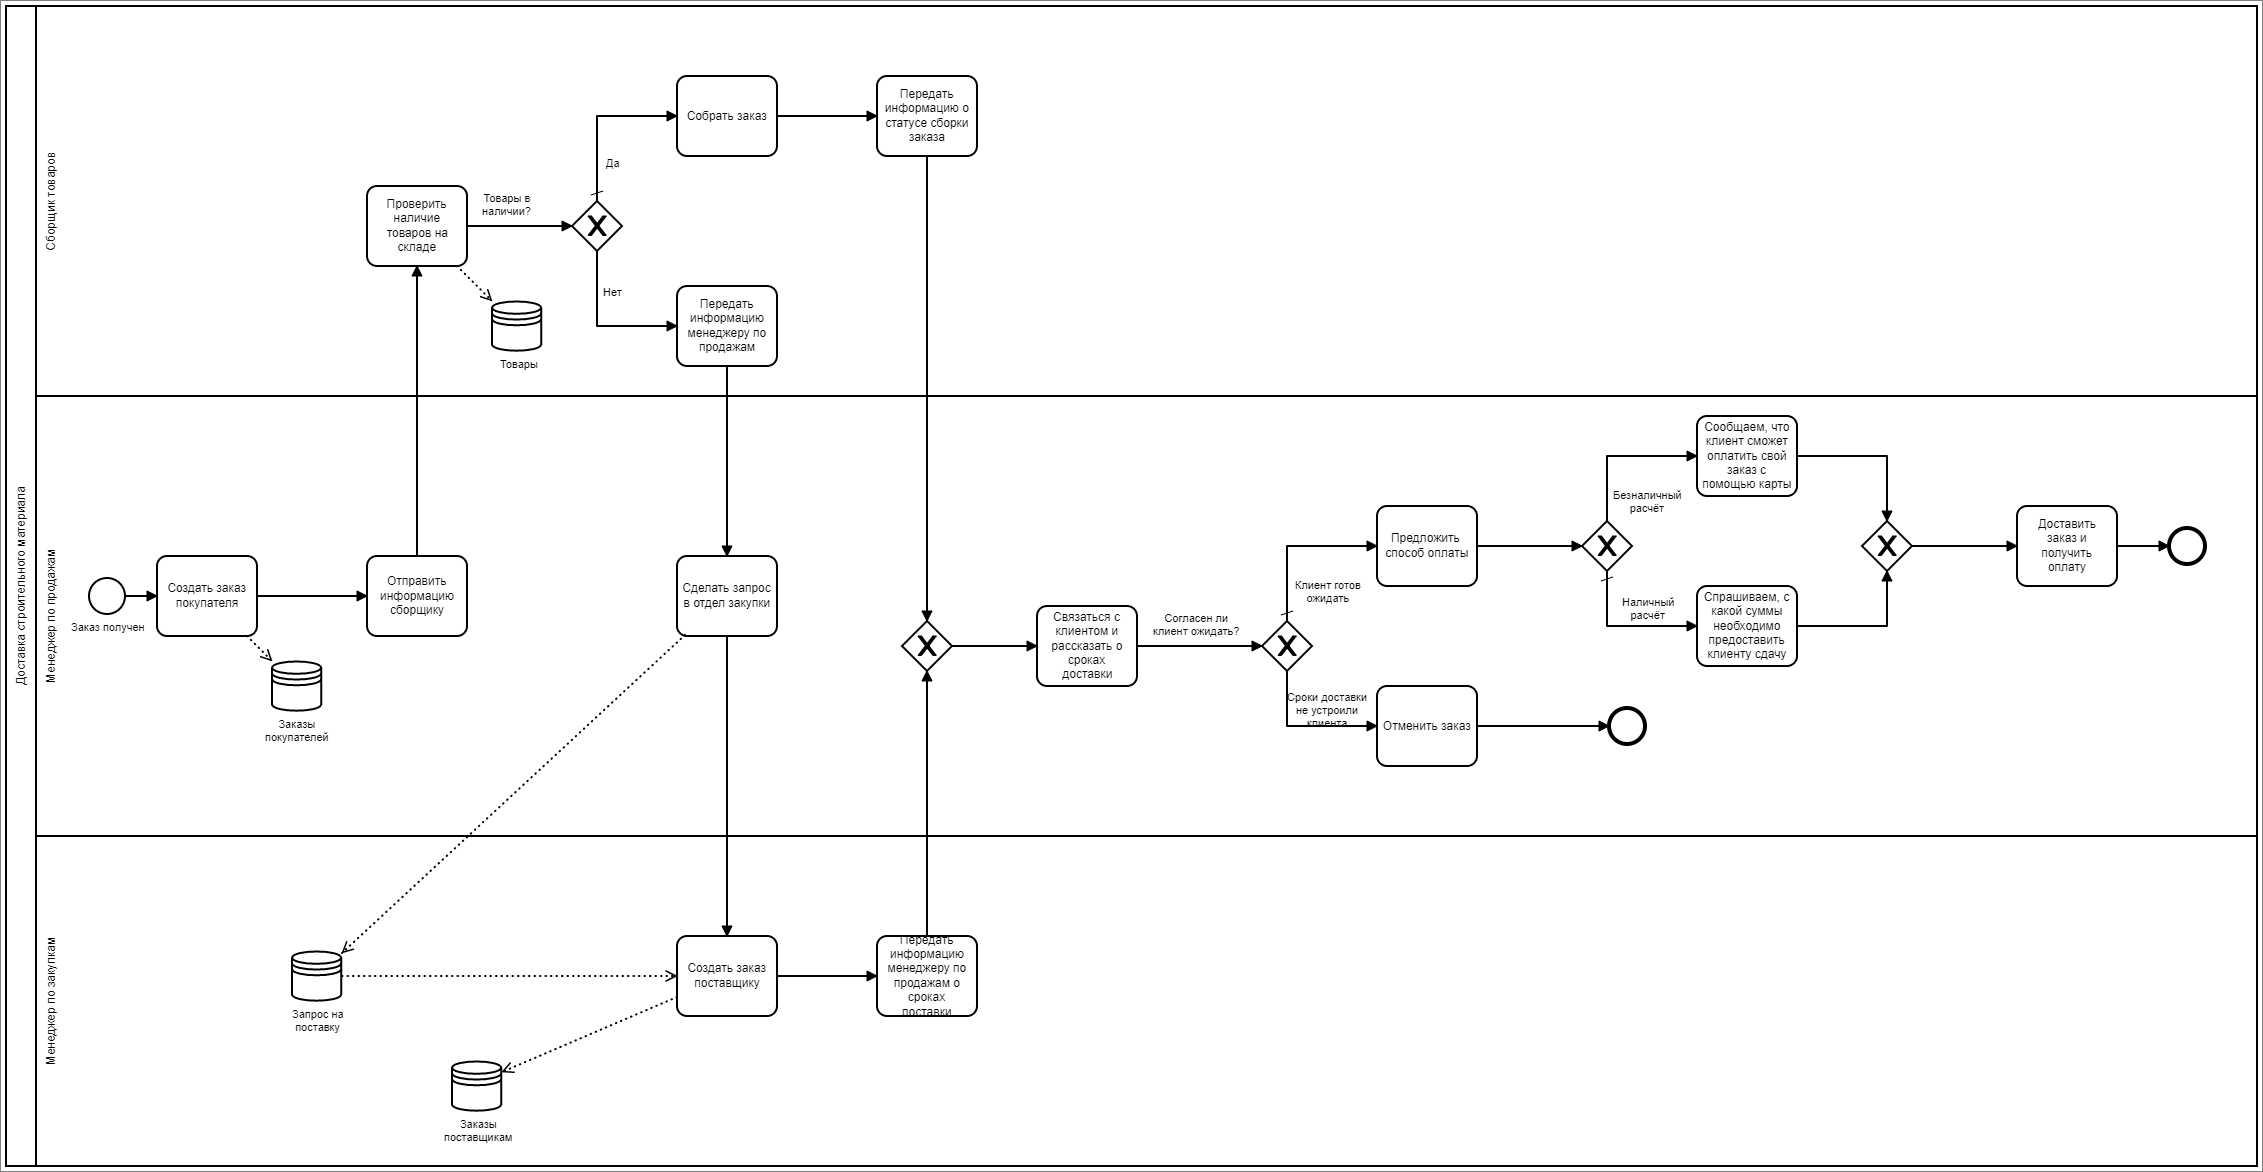 Доставка строительного материала
Сборщик товаров
Проверить
наличие
товаров на
складе
Товары в
наличии?
Да
Нет
Собрать заказ
Передать
информацию о
статусе сборки
заказа
Передать
информацию
менеджеру по
продажам
Товары
Менеджер по продажам
Заказ получен
Создать заказ
покупателя
Заказы
покупателей
Отправить
информацию
сборщику
Сделать запрос
в отдел закупки
Связаться с
клиентом и
рассказать о
сроках
доставки
Согласен ли
клиент ожидать?
Клиент готов
ожидать
Сроки доставки
не устроили
клиента
Предложить
способ оплаты
Отменить заказ
Безналичный
расчёт
Наличный
расчёт
Сообщаем, что
клиент сможет
оплатить свой
заказ с
помощью карты
Спрашиваем, с
какой суммы
необходимо
предоставить
клиенту сдачу
Доставить
заказ и
получить
оплату
Менеджер по закупкам
Запрос на
поставку
Заказы
поставщикам
Создать заказ
поставщику
Передать
информацию
менеджеру по
продажам о
сроках
поставки